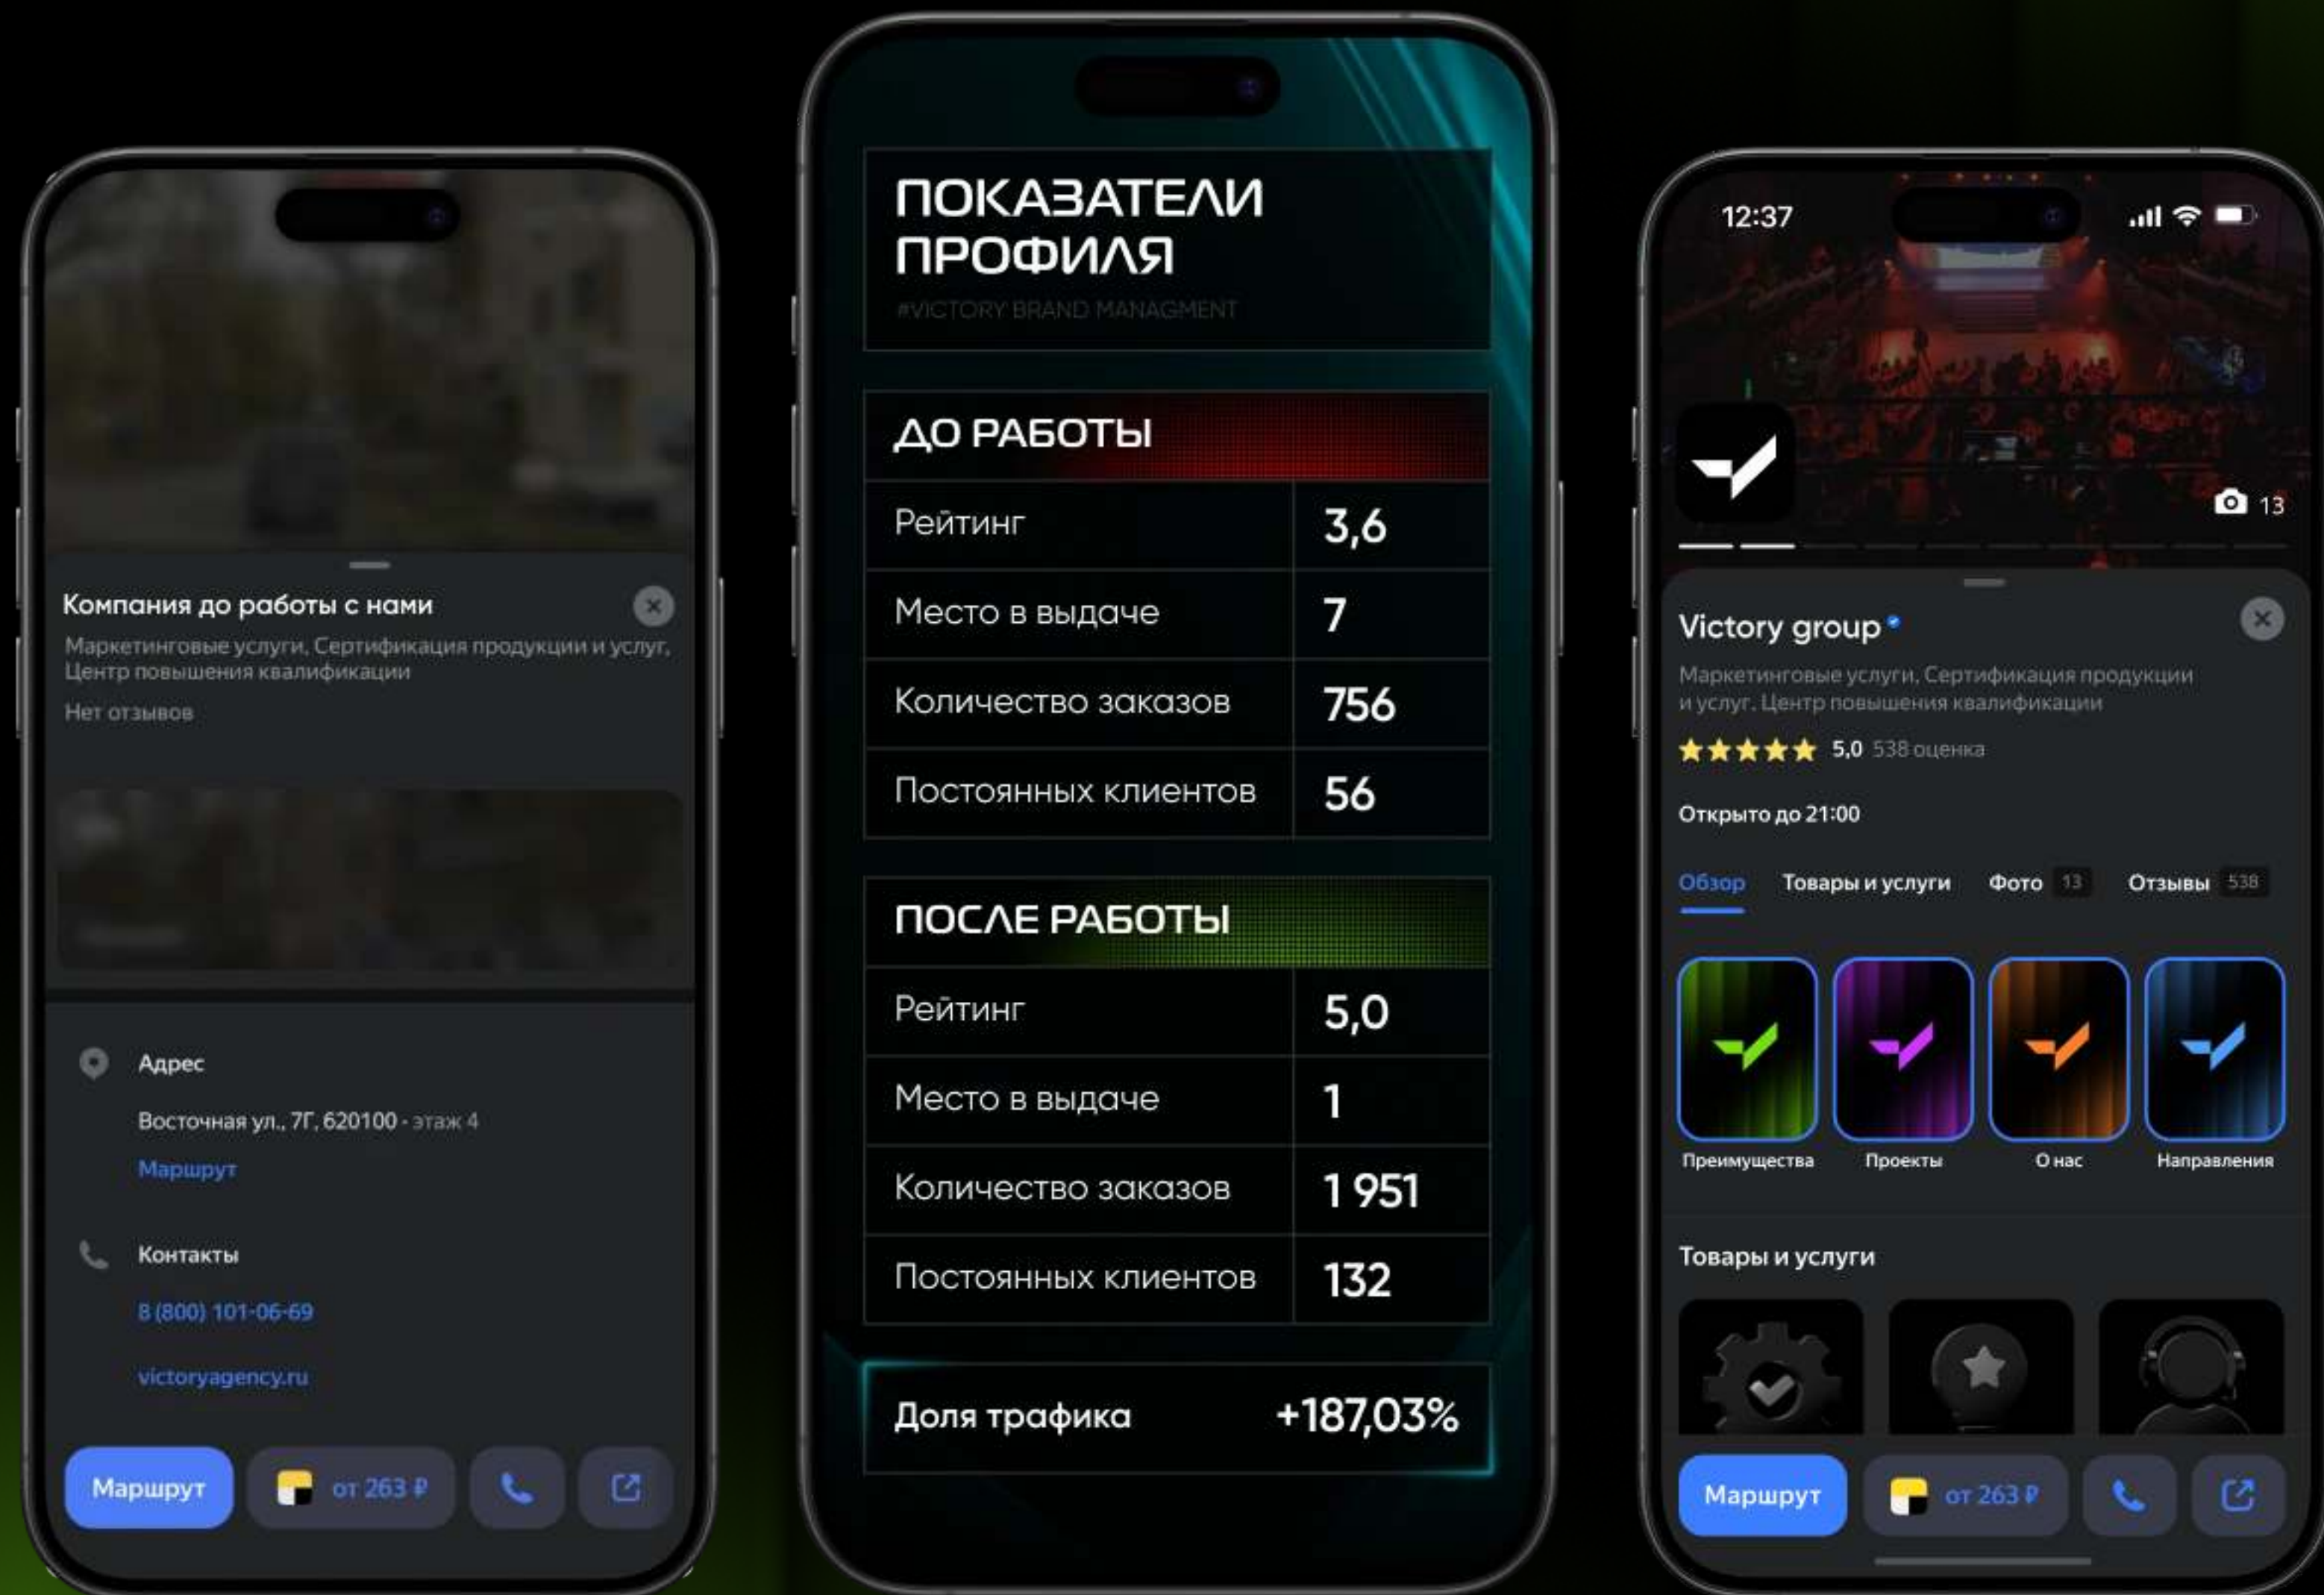 Компания до работы с нами
Маркетинговые услуги, Сертификация продукции и услуг,
Центр повышения квалификации
Нет отзывов
Адрес
Восточная ул., 7Г, 620100 • этаж 4
Маршрут
Контакты
8 (800) 101-06-69
victoryagency.ru
Маршрут
от 263 ₽
ПОКАЗАТЕЛИ
ПРОФИЛЯ
#VICTORY BRAND MANAGMENT
ДО РАБОТЫ
Рейтинг 3,6
Место в выдаче 7
Количество заказов 756
Постоянных клиентов 56
ПОСЛЕ РАБОТЫ
Рейтинг 5,0
Место в выдаче 1
Количество заказов 1 951
Постоянных клиентов 132
Доля трафика +187,03%
12:37
13
Victory group
Маркетинговые услуги, Сертификация продукции
и услуг. Центр повышения квалификации
5,0 538 оценка
Открыто до 21:00
Обзор Товары и услуги Фото 13 Отзывы 538
Преимущества Проекты О нас Направления
Товары и услуги
Маршрут
от 263 ₽